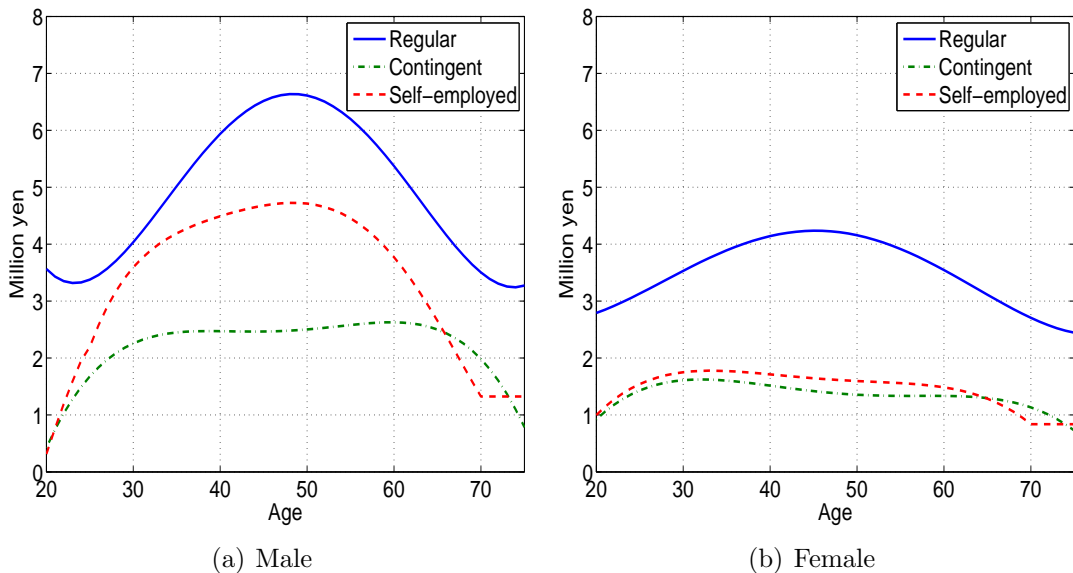 8
7
6
5
4
3
2
1
0
Million yen
20 30 40 50 60 70
Age
Regular
Contingent
Self-employed
(a) Male
8
7
6
5
4
3
2
1
0
Million yen
20 30 40 50 60 70
Age
Regular
Contingent
Self-employed
(b) Female